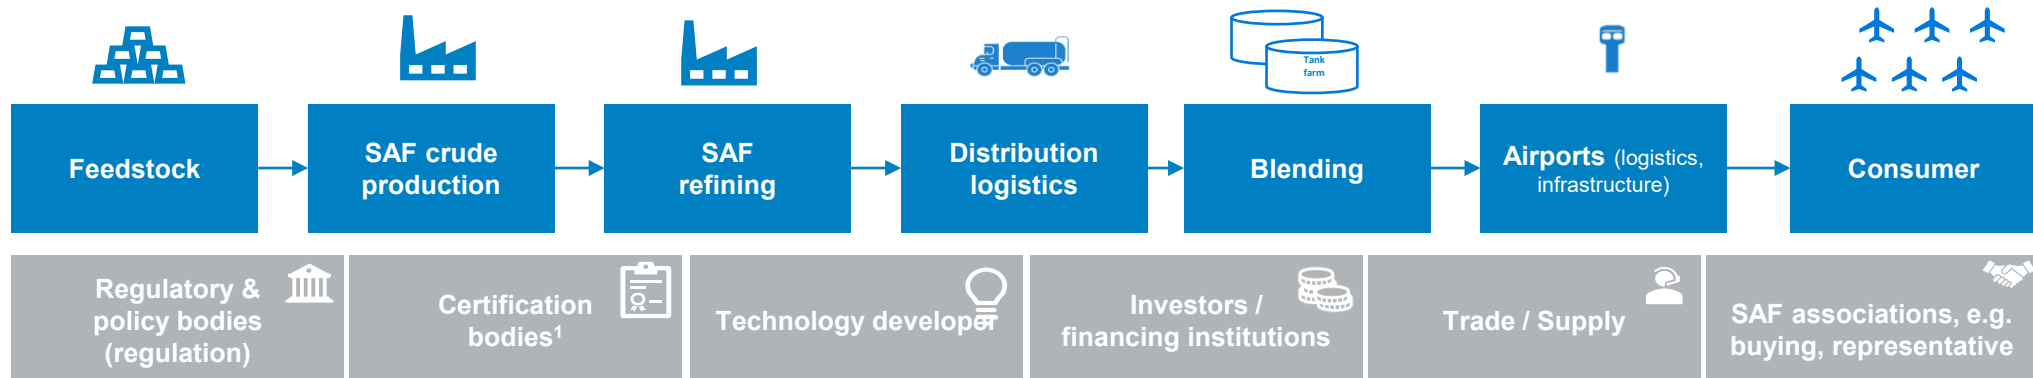 Tank
farm
Feedstock
SAF crude
production
SAF
refining
Distribution
logistics
Blending
Airports (logistics,
infrastructure)
Consumer
Regulatory &
policy bodies
(regulation)
Certification
bodies¹
Technology developer
Investors /
financing institutions
Trade / Supply
SAF associations, e.g.
buying, representative